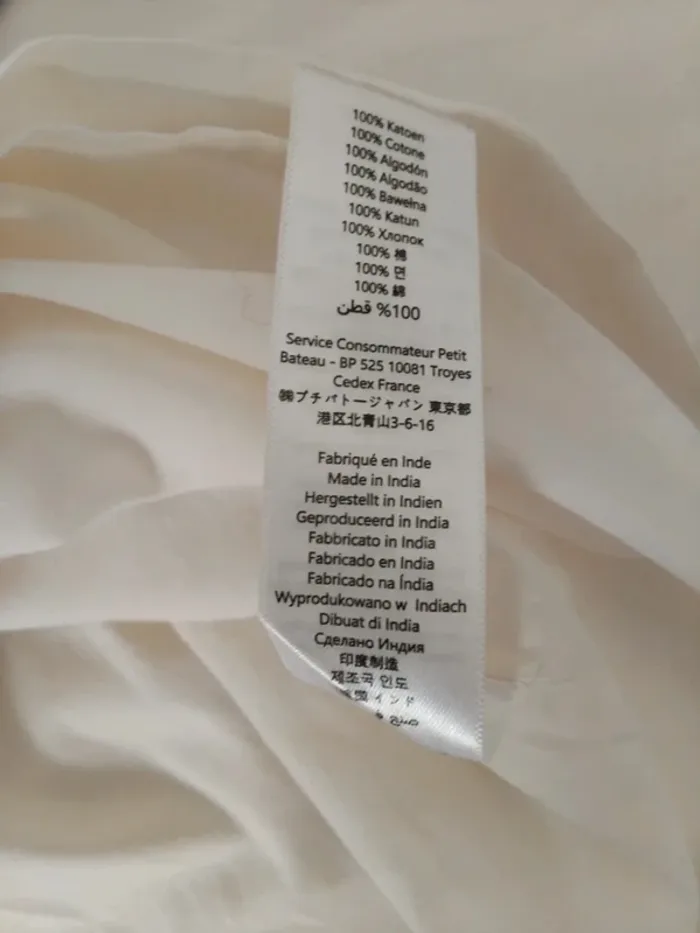 100% Katoen
100% Cotone
100% Algodón
100% Algodão
100% Bawełna
100% Katun
100% Хлопок
100% 棉
100% 면
100% 綿
%100 قطن
Service Consommateur Petit
Bateau - BP 525 10081 Troyes
Cedex France
㈱プチバトージャパン 東京都
港区北青山3-6-16
Fabriqué en Inde
Made in India
Hergestellt in Indien
Geproduceerd in India
Fabbricato in India
Fabricado en India
Fabricado na Índia
Wyprodukowano w Indiach
Dibuat di India
Сделано Индия
印度制造
제조국 인도
インド